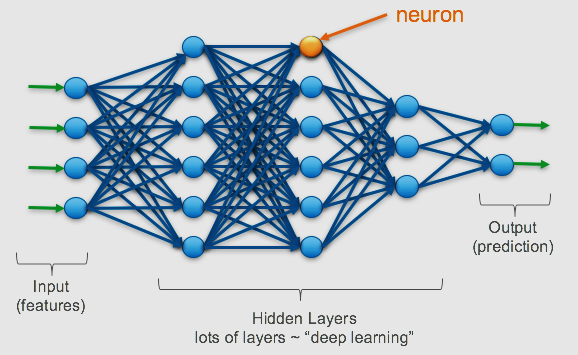 neuron
Input
(features)
Hidden Layers
lots of layers ~ “deep learning”
Output
(prediction)